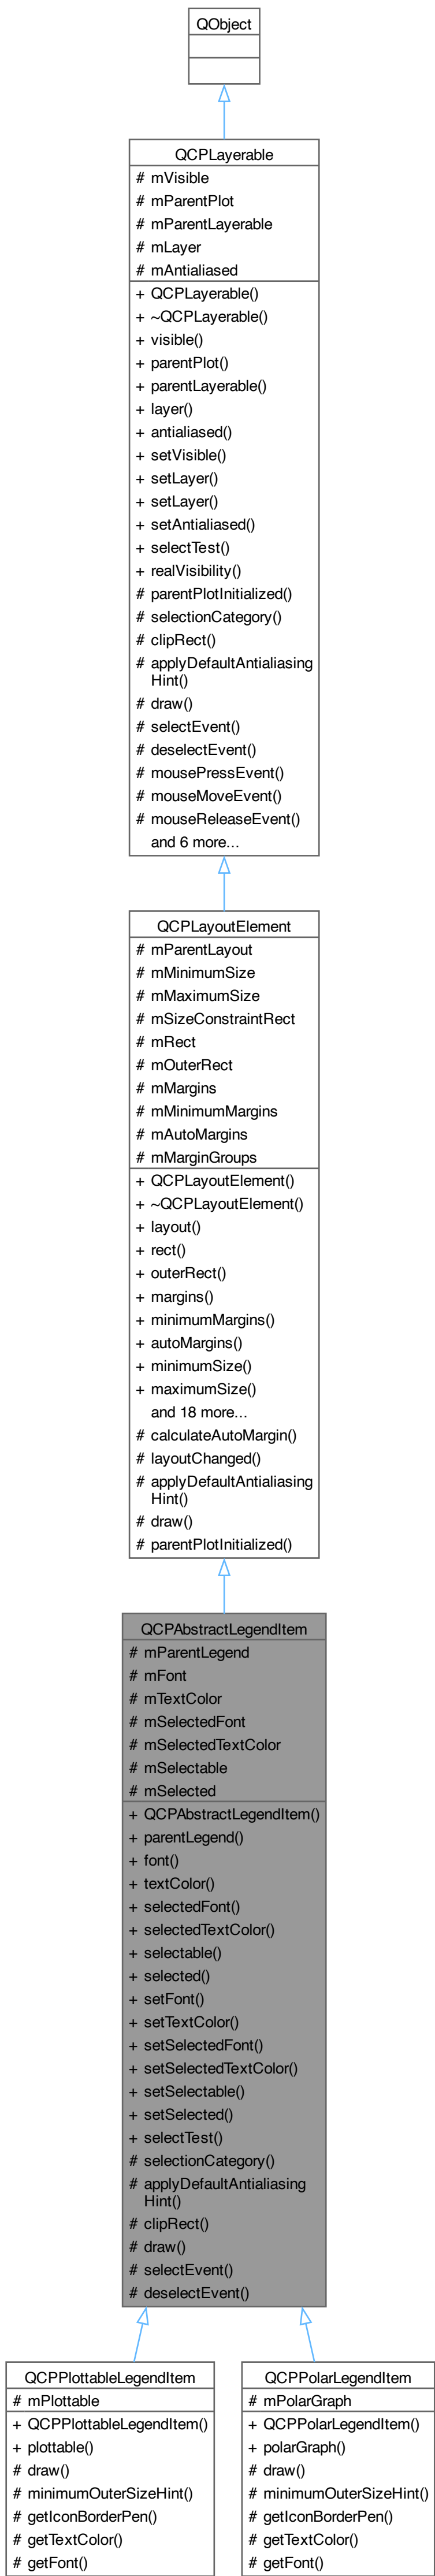 QObject
QCPLayerable
# mVisible
# mParentPlot
# mParentLayerable
# mLayer
# mAntialiased
+ QCPLayerable()
+ ~QCPLayerable()
+ visible()
+ parentPlot()
+ parentLayerable()
+ layer()
+ antialiased()
+ setVisible()
+ setLayer()
+ setLayer()
+ setAntialiased()
+ selectTest()
+ realVisibility()
# parentPlotInitialized()
# selectionCategory()
# clipRect()
# applyDefaultAntialiasing
Hint()
# draw()
# selectEvent()
# deselectEvent()
# mousePressEvent()
# mouseMoveEvent()
# mouseReleaseEvent()
and 6 more...
QCPLayoutElement
# mParentLayout
# mMinimumSize
# mMaximumSize
# mSizeConstraintRect
# mRect
# mOuterRect
# mMargins
# mMinimumMargins
# mAutoMargins
# mMarginGroups
+ QCPLayoutElement()
+ ~QCPLayoutElement()
+ layout()
+ rect()
+ outerRect()
+ margins()
+ minimumMargins()
+ autoMargins()
+ minimumSize()
+ maximumSize()
and 18 more...
# calculateAutoMargin()
# layoutChanged()
# applyDefaultAntialiasing
Hint()
# draw()
# parentPlotInitialized()
QCPAbstractLegendItem
# mParentLegend
# mFont
# mTextColor
# mSelectedFont
# mSelectedTextColor
# mSelectable
# mSelected
+ QCPAbstractLegendItem()
+ parentLegend()
+ font()
+ textColor()
+ selectedFont()
+ selectedTextColor()
+ selectable()
+ selected()
+ setFont()
+ setTextColor()
+ setSelectedFont()
+ setSelectedTextColor()
+ setSelectable()
+ setSelected()
+ selectTest()
# selectionCategory()
# applyDefaultAntialiasing
Hint()
# clipRect()
# draw()
# selectEvent()
# deselectEvent()
QCPPlottableLegendItem
# mPlottable
+ QCPPlottableLegendItem()
+ plottable()
# draw()
# minimumOuterSizeHint()
# getIconBorderPen()
# getTextColor()
# getFont()
QCPPolarLegendItem
# mPolarGraph
+ QCPPolarLegendItem()
+ polarGraph()
# draw()
# minimumOuterSizeHint()
# getIconBorderPen()
# getTextColor()
# getFont()